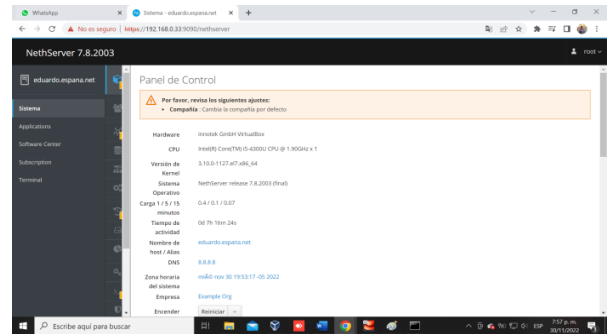 WhatsApp
Sistema - eduardo.espana.net
No es seguro | https://192.168.0.33:9090/nethserver
NethServer 7.8.2003
root
eduardo.espana.net
Sistema
Applications
Software Center
Subscription
Terminal
Panel de Control
Por favor, revisa los siguientes ajustes:
• Compañía : Cambia la compañía por defecto
Hardware innotek GmbH VirtualBox
CPU Intel(R) Core(TM) i5-4300U CPU @ 1.90GHz x 1
Versión de Kernel 3.10.0-1127.el7.x86_64
Sistema Operativo NethServer release 7.8.2003 (final)
Carga 1 / 5 / 15 minutos 0.4 / 0.1 / 0.07
Tiempo de actividad 0d 7h 16m 24s
Nombre de host / Alias eduardo.espana.net
DNS 8.8.8.8
Zona horaria del sistema miÃ© nov 30 19:53:17 -05 2022
Empresa Example Org
Encender Reiniciar
Escribe aquí para buscar
ESP
7:57 p. m.
30/11/2022